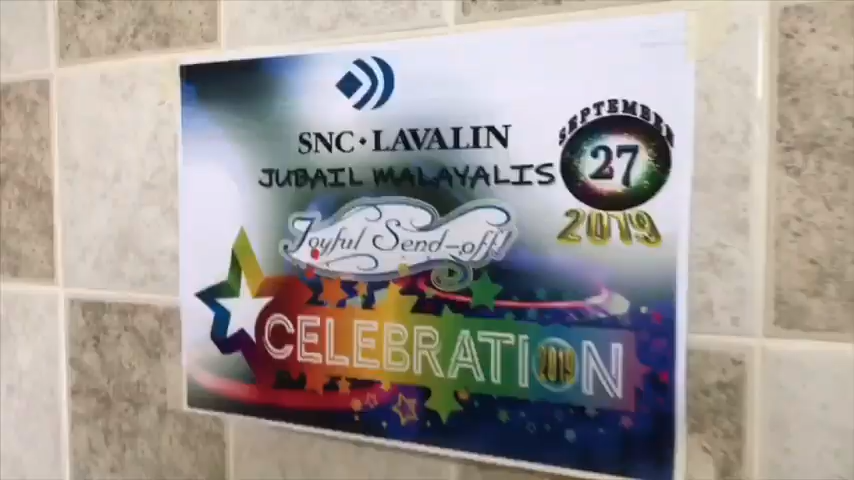 SNC·LAVALIN
JUBAIL MALAYALIS
SEPTEMBER
27
2019
Joyful Send-off!
CELEBRATION
2019